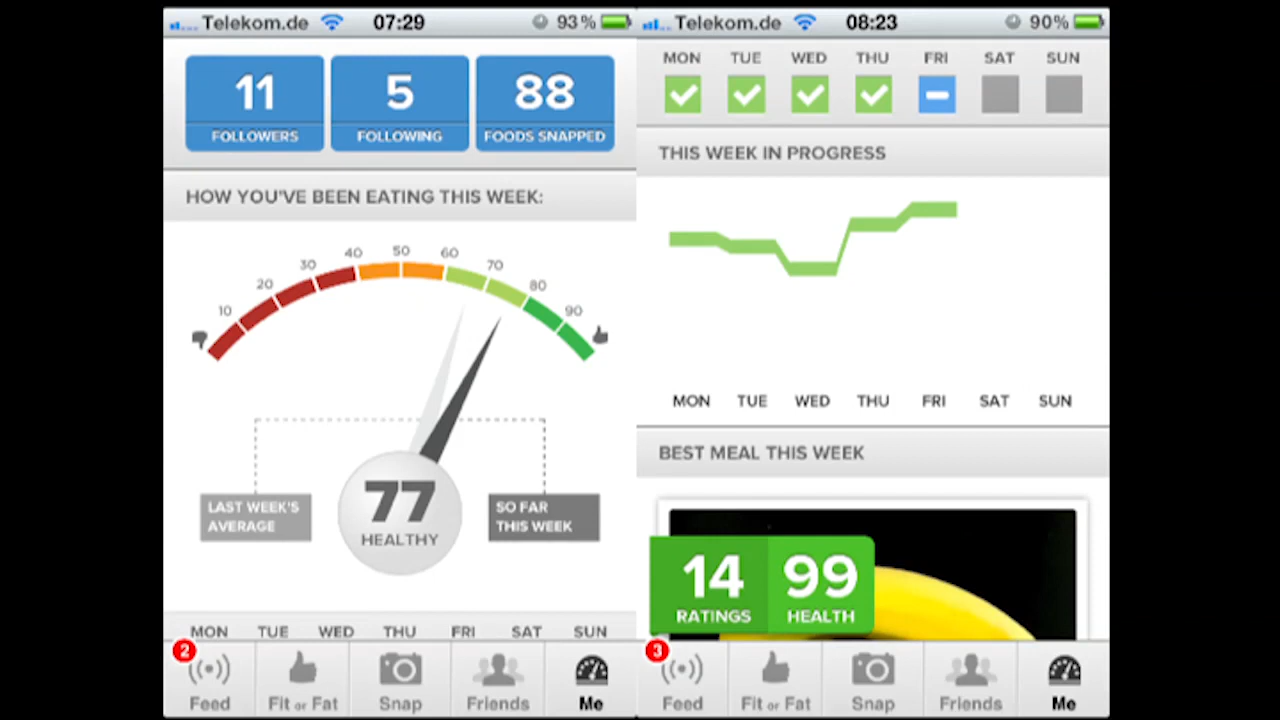 Telekom.de 07:29 93%
11 5 88
FOLLOWERS FOLLOWING FOODS SNAPPED
HOW YOU'VE BEEN EATING THIS WEEK:
10 20 30 40 50 60 70 80 90
LAST WEEK'S
AVERAGE
77
HEALTHY
SO FAR
THIS WEEK
MON TUE WED THU FRI SAT SUN
2
Feed Fit or Fat Snap Friends Me
Telekom.de 08:23 90%
MON TUE WED THU FRI SAT SUN
THIS WEEK IN PROGRESS
MON TUE WED THU FRI SAT SUN
BEST MEAL THIS WEEK
14 99
RATINGS HEALTH
3
Feed Fit or Fat Snap Friends Me